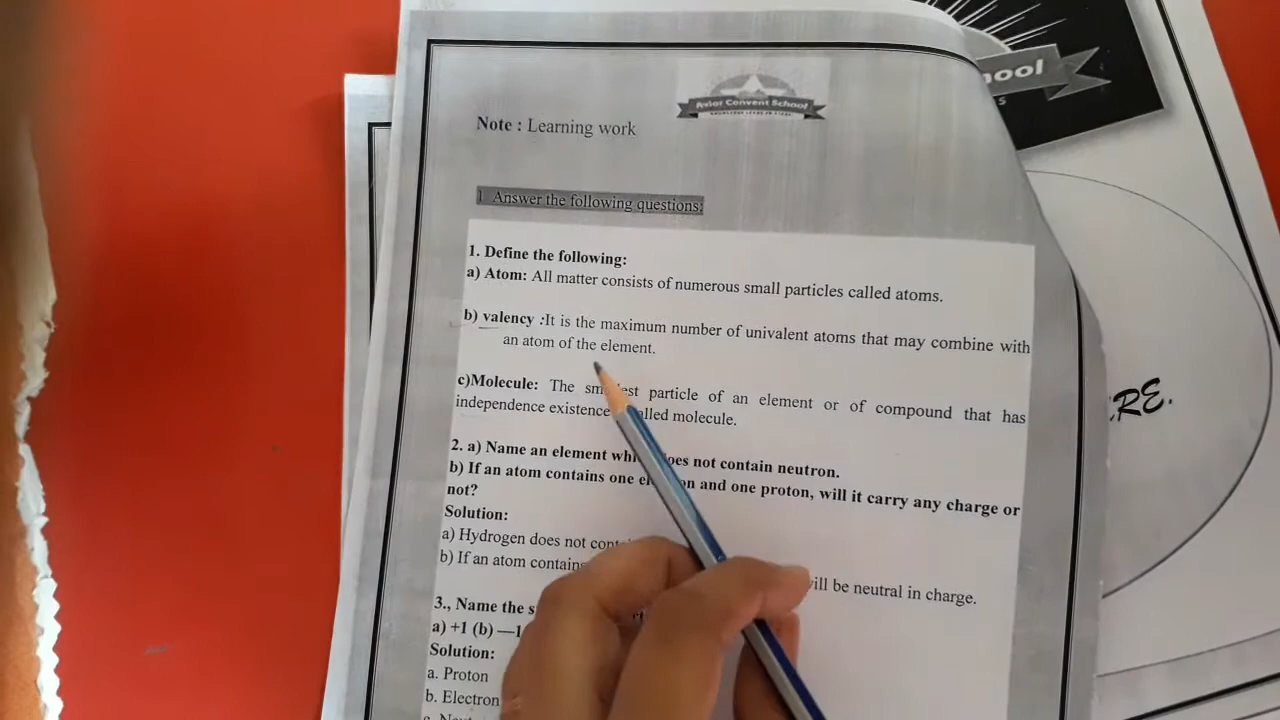 hool
S
Avior Convent School
Note : Learning work
1 Answer the following questions:
1. Define the following:
a) Atom: All matter consists of numerous small particles called atoms.
b) valency :It is the maximum number of univalent atoms that may combine with
an atom of the element.
c)Molecule: The smallest particle of an element or of compound that has
independence existence called molecule.
RE.
2. a) Name an element which does not contain neutron.
b) If an atom contains one electron and one proton, will it carry any charge or
not?
Solution:
a) Hydrogen does not
b) If an atom contains will be neutral in charge.
3., Name the
a) +1 (b) —1
Solution:
a. Proton
b. Electron